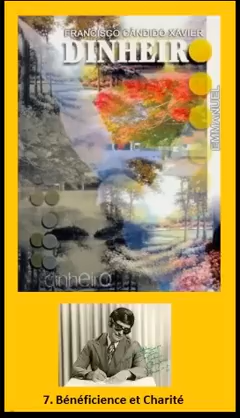 FRANCISCO CÂNDIDO XAVIER
DINHEIRO
EMMANUEL
dinheiro
7. Bénéficience et Charité